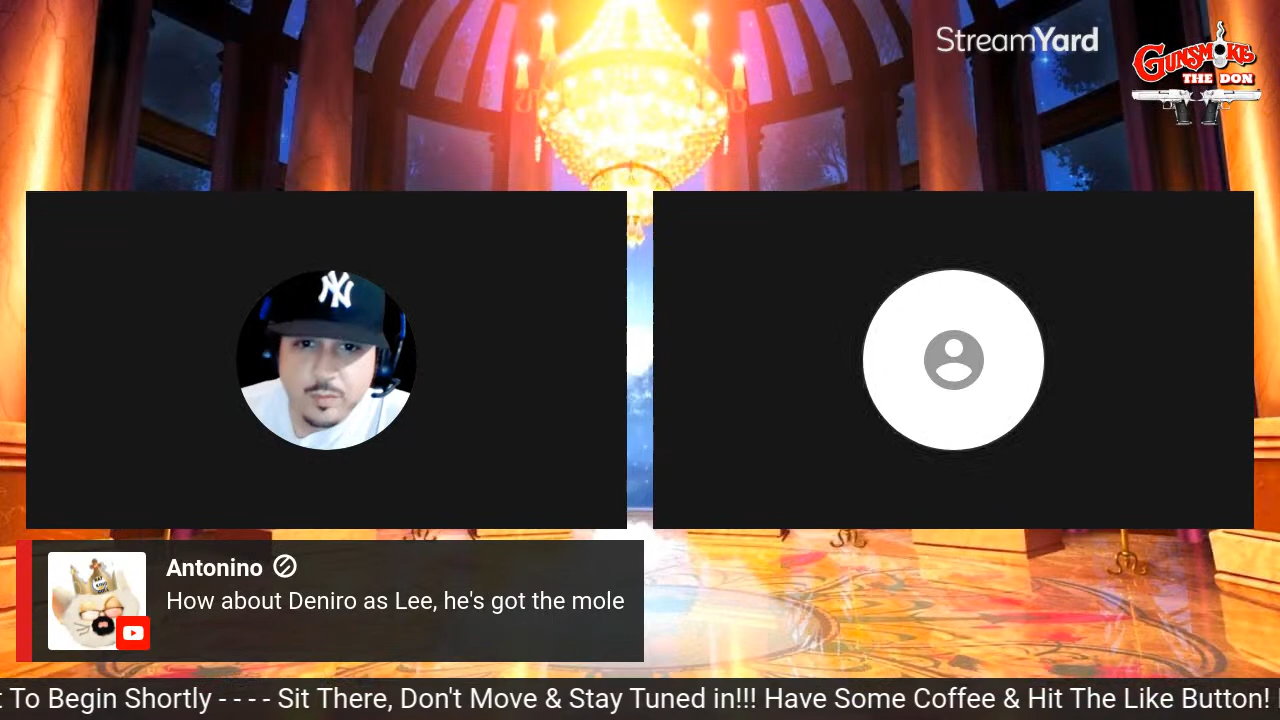 StreamYard
GUNSMOKE
THE DON
NY
Antonino
How about Deniro as Lee, he's got the mole
To Begin Shortly - - - - Sit There, Don't Move & Stay Tuned in!!! Have Some Coffee & Hit The Like Button!